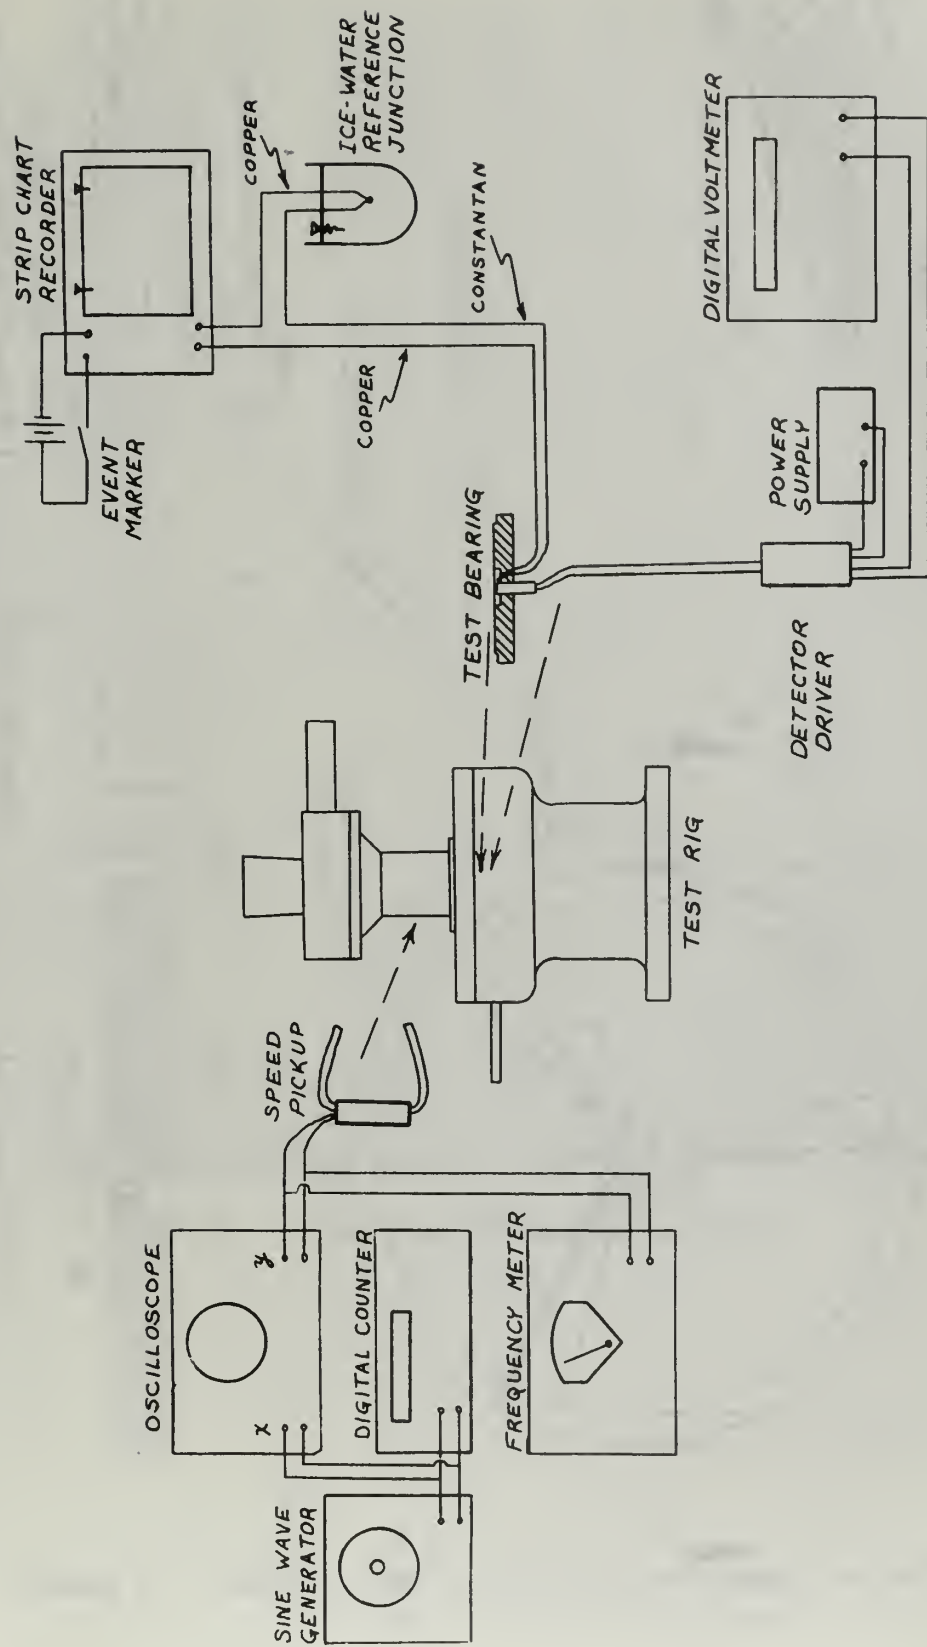 STRIP CHART
RECORDER
EVENT
MARKER
COPPER
ICE-WATER
REFERENCE
JUNCTION
COPPER
CONSTANTAN
TEST BEARING
DIGITAL VOLTMETER
POWER
SUPPLY
DETECTOR
DRIVER
TEST RIG
SPEED
PICKUP
OSCILLOSCOPE
x
y
DIGITAL COUNTER
FREQUENCY METER
SINE WAVE
GENERATOR